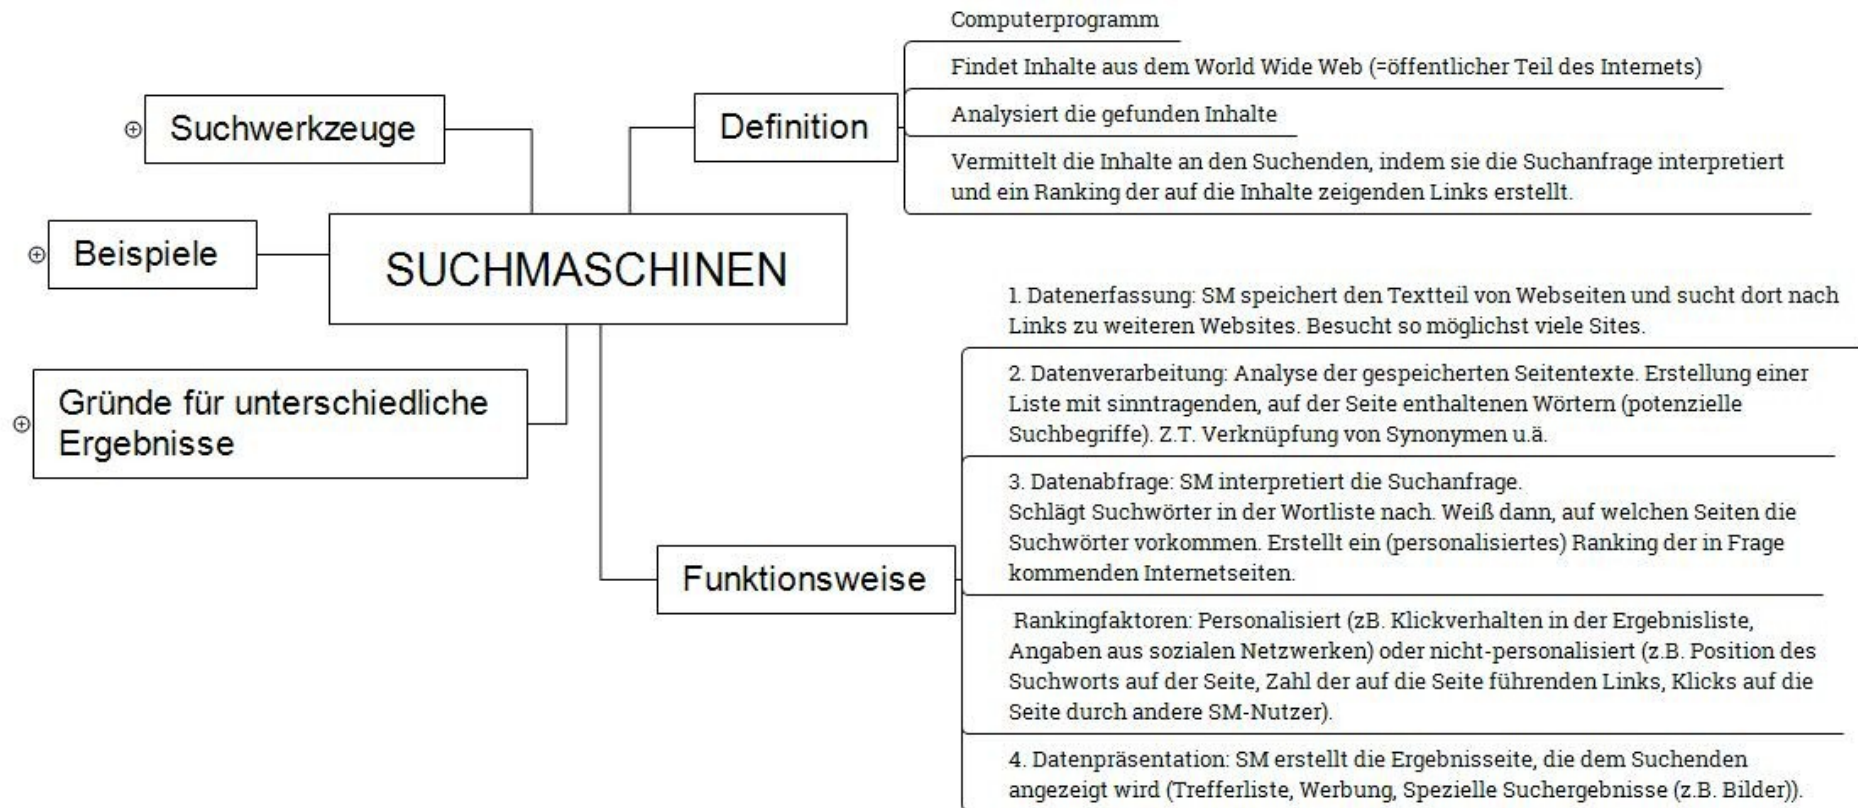 Computerprogramm
Findet Inhalte aus dem World Wide Web (=öffentlicher Teil des Internets)
Analysiert die gefunden Inhalte
Vermittelt die Inhalte an den Suchenden, indem sie die Suchanfrage interpretiert
und ein Ranking der auf die Inhalte zeigenden Links erstellt.
Definition
Suchwerkzeuge
Beispiele
SUCHMASCHINEN
Gründe für unterschiedliche
Ergebnisse
Funktionsweise
1. Datenerfassung: SM speichert den Textteil von Webseiten und sucht dort nach
Links zu weiteren Websites. Besucht so möglichst viele Sites.
2. Datenverarbeitung: Analyse der gespeicherten Seitentexte. Erstellung einer
Liste mit sinntragenden, auf der Seite enthaltenen Wörtern (potenzielle
Suchbegriffe). Z.T. Verknüpfung von Synonymen u.ä.
3. Datenabfrage: SM interpretiert die Suchanfrage.
Schlägt Suchwörter in der Wortliste nach. Weiß dann, auf welchen Seiten die
Suchwörter vorkommen. Erstellt ein (personalisiertes) Ranking der in Frage
kommenden Internetseiten.
Rankingfaktoren: Personalisiert (zB. Klickverhalten in der Ergebnisliste,
Angaben aus sozialen Netzwerken) oder nicht-personalisiert (z.B. Position des
Suchworts auf der Seite, Zahl der auf die Seite führenden Links, Klicks auf die
Seite durch andere SM-Nutzer).
4. Datenpräsentation: SM erstellt die Ergebnisseite, die dem Suchenden
angezeigt wird (Trefferliste, Werbung, Spezielle Suchergebnisse (z.B. Bilder)).